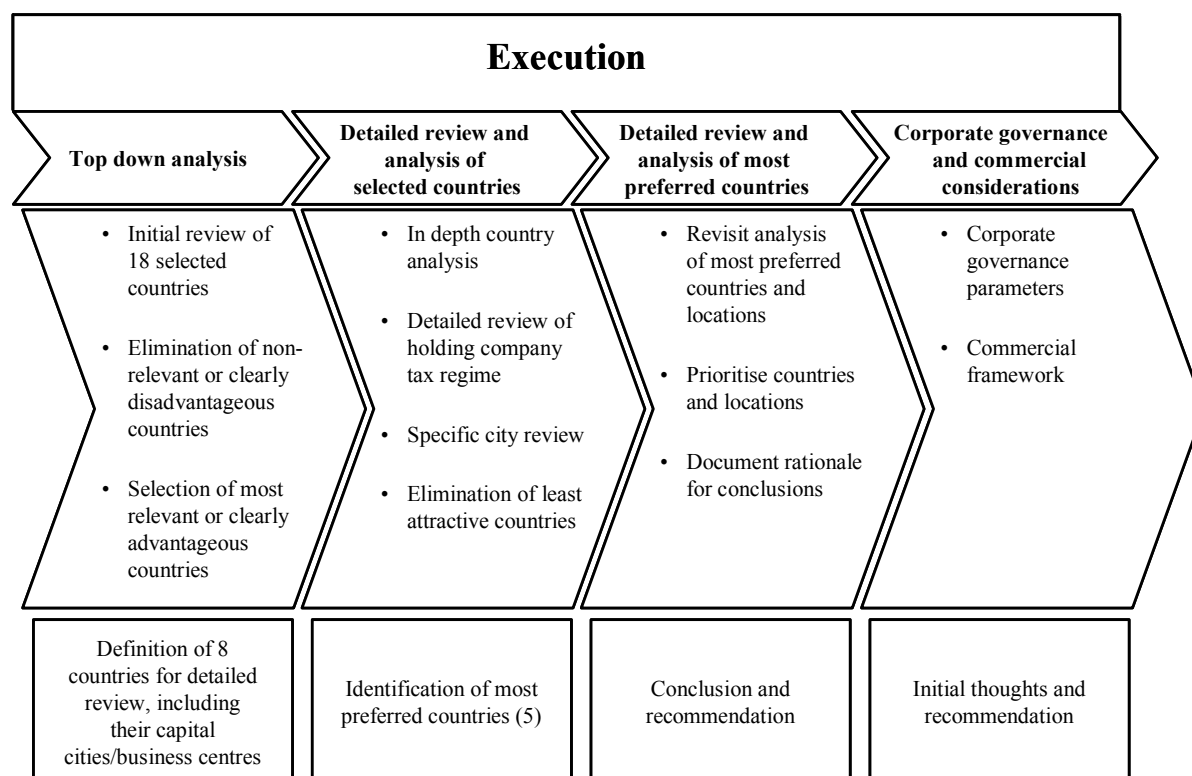 Execution
Top down analysis
Detailed review and
analysis of
selected countries
Detailed review and
analysis of most
preferred countries
Corporate governance
and commercial
considerations
• Initial review of
18 selected
countries
• Elimination of non-
relevant or clearly
disadvantageous
countries
• Selection of most
relevant or clearly
advantageous
countries
• In depth country
analysis
• Detailed review of
holding company
tax regime
• Specific city review
• Elimination of least
attractive countries
• Revisit analysis
of most preferred
countries and
locations
• Prioritise countries
and locations
• Document rationale
for conclusions
• Corporate
governance
parameters
• Commercial
framework
Definition of 8
countries for detailed
review, including
their capital
cities/business centres
Identification of most
preferred countries (5)
Conclusion and
recommendation
Initial thoughts and
recommendation